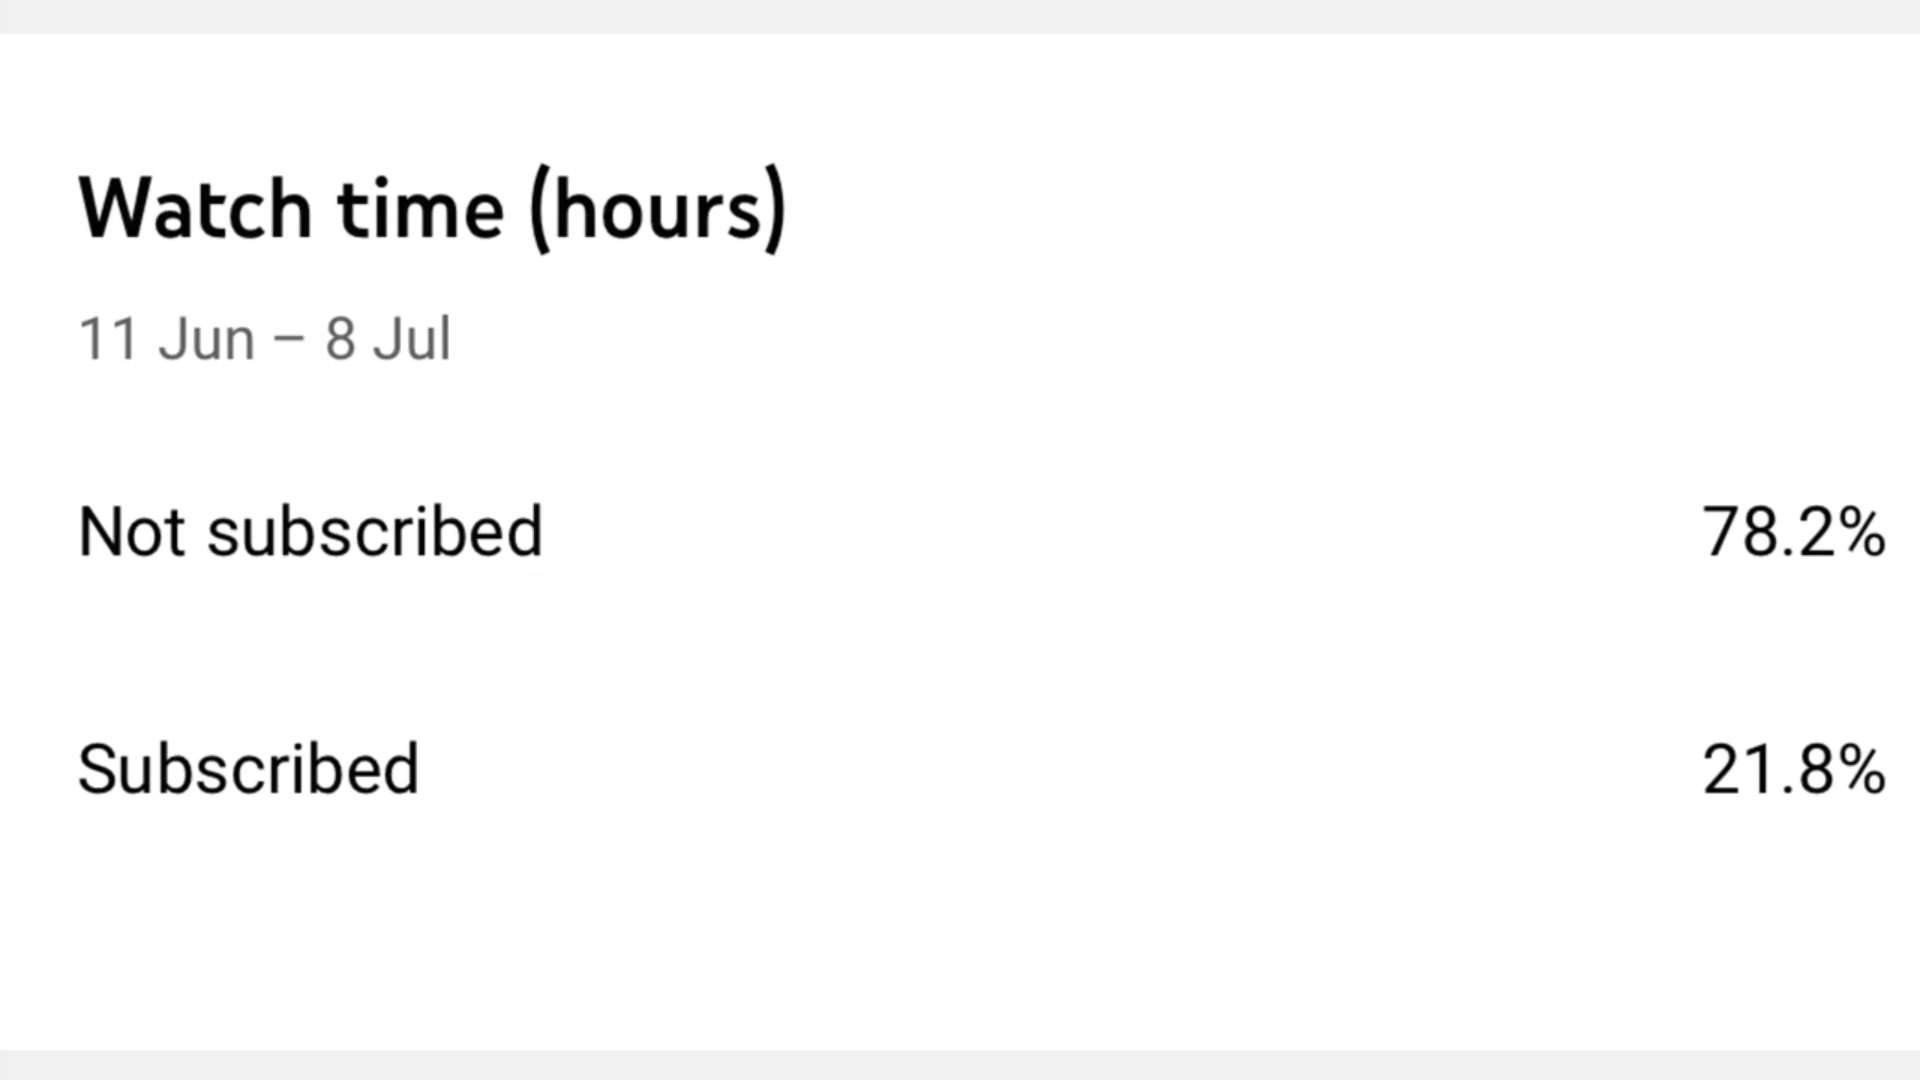 Watch time (hours)
11 Jun – 8 Jul
Not subscribed 78.2%
Subscribed 21.8%